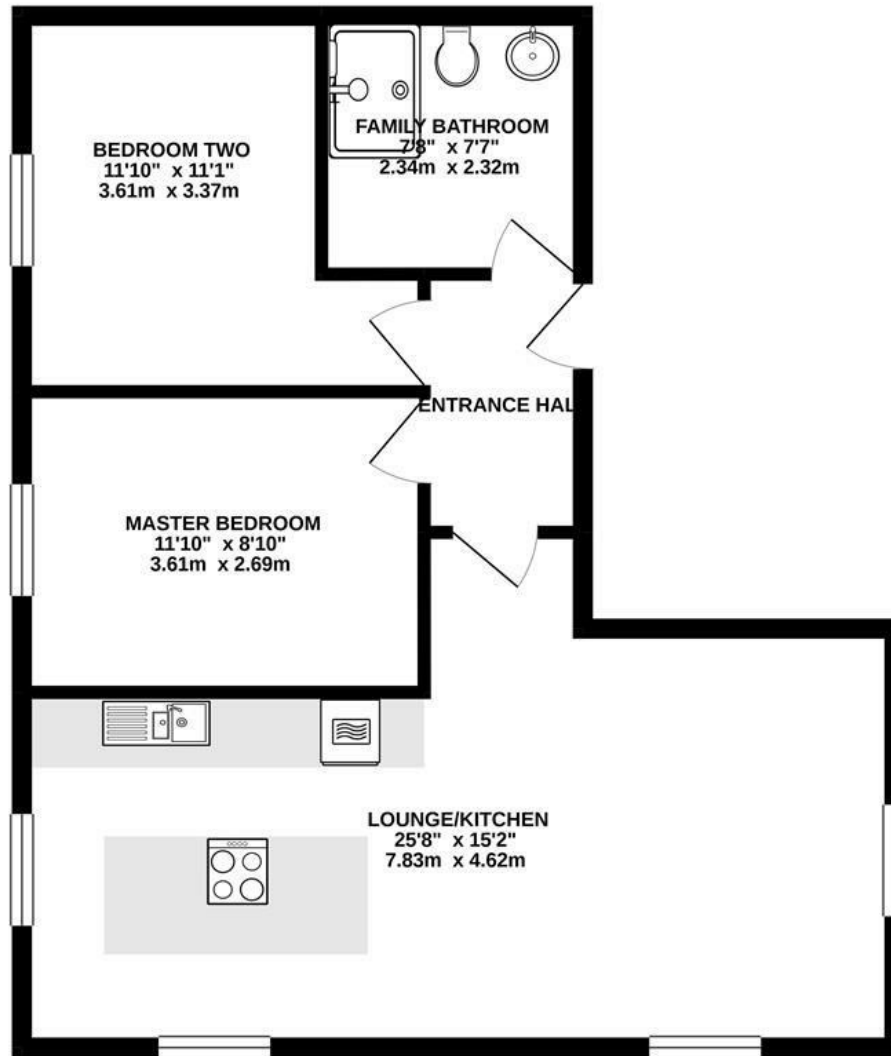 BEDROOM TWO
11'10" x 11'1"
3.61m x 3.37m
FAMILY BATHROOM
7'8" x 7'7"
2.34m x 2.32m
ENTRANCE HAL
MASTER BEDROOM
11'10" x 8'10"
3.61m x 2.69m
LOUNGE/KITCHEN
25'8" x 15'2"
7.83m x 4.62m